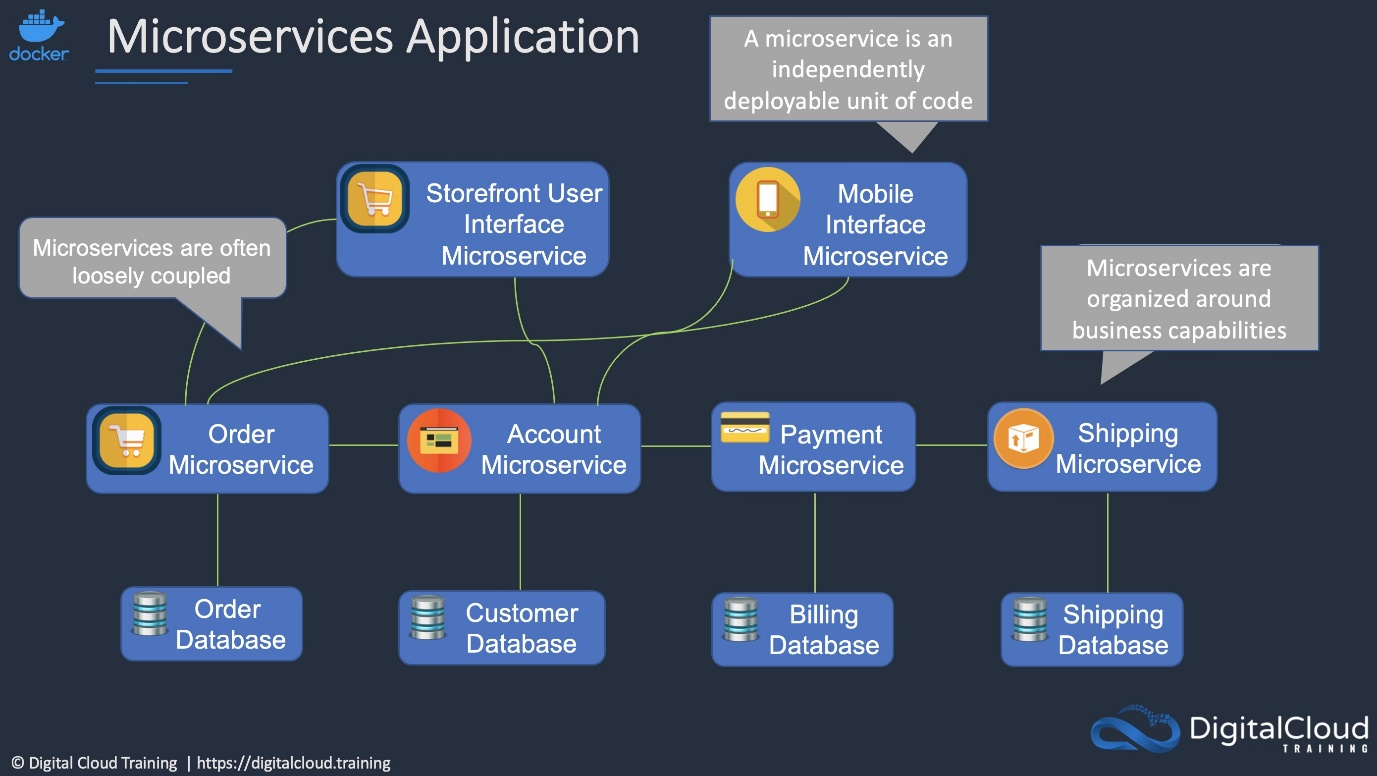 docker
Microservices Application
A microservice is an
independently
deployable unit of code
Storefront User
Interface
Microservice
Mobile
Interface
Microservice
Microservices are often
loosely coupled
Microservices are
organized around
business capabilities
Order
Microservice
Account
Microservice
Payment
Microservice
Shipping
Microservice
Order
Database
Customer
Database
Billing
Database
Shipping
Database
DigitalCloud
TRAINING
© Digital Cloud Training | https://digitalcloud.training